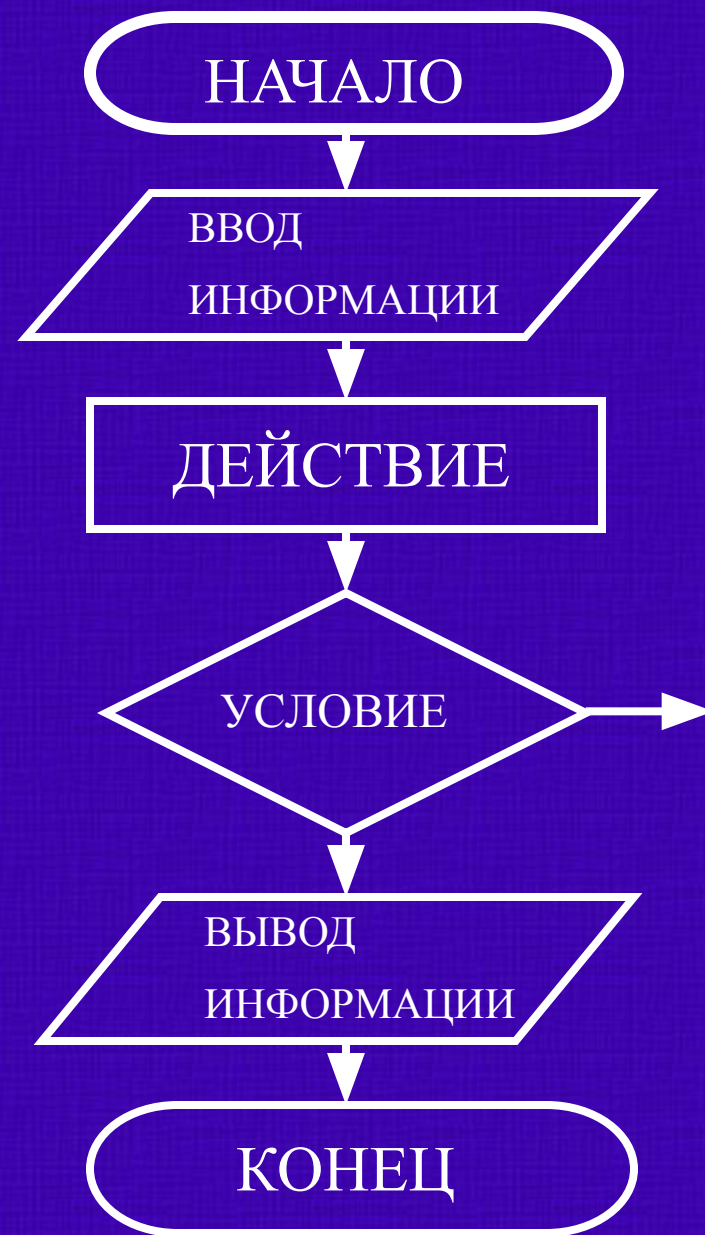 НАЧАЛО
ВВОД
ИНФОРМАЦИИ
ДЕЙСТВИЕ
УСЛОВИЕ
ВЫВОД
ИНФОРМАЦИИ
КОНЕЦ